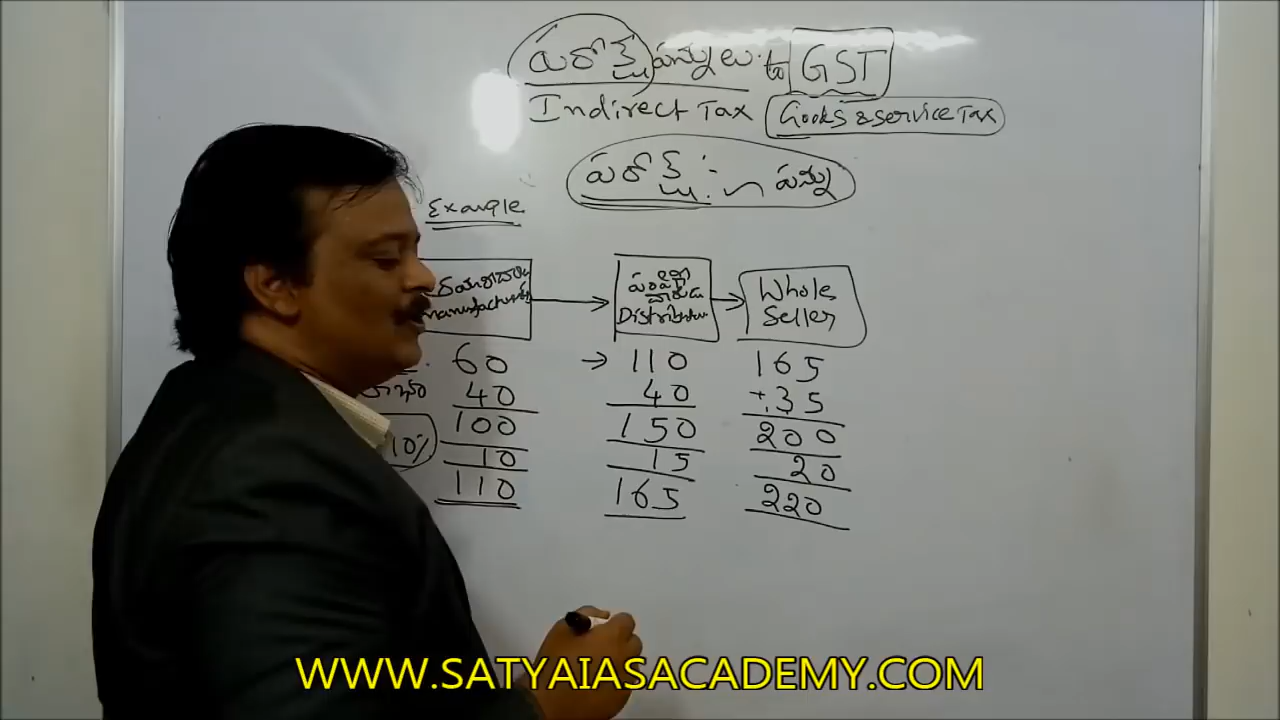 పరోక్ష పన్నులు to GST
Indirect Tax Goods & service Tax
పరోక్ష :- పన్ను
Example
తయారీదారుడు
manufacturer
పంపిణీ
దారుడు
Distributor
Whole
Seller
60 → 110 165
లాభం 40 40 + 35
100 150 200
10% 10 15 20
110 165 220
WWW.SATYAIASACADEMY.COM